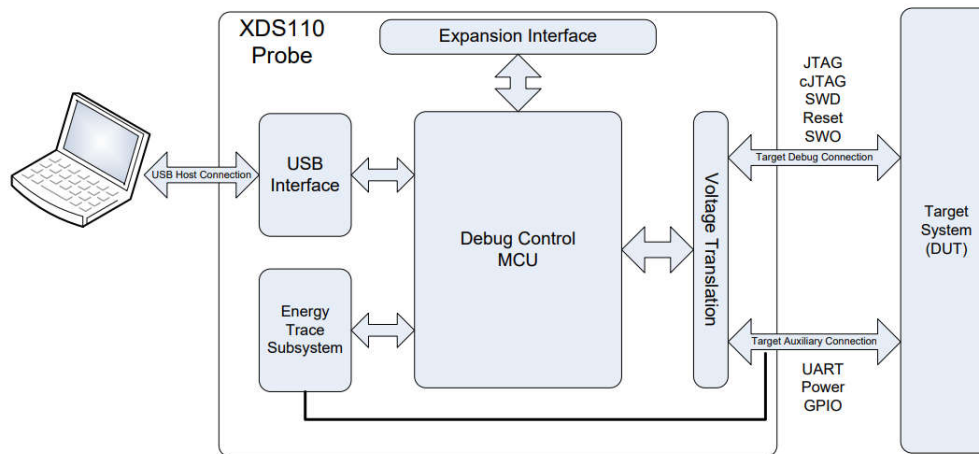 XDS110
Probe
Expansion Interface
USB Host Connection
USB
Interface
Energy
Trace
Subsystem
Debug Control
MCU
Voltage Translation
JTAG
cJTAG
SWD
Reset
SWO
Target Debug Connection
Target Auxiliary Connection
UART
Power
GPIO
Target
System
(DUT)